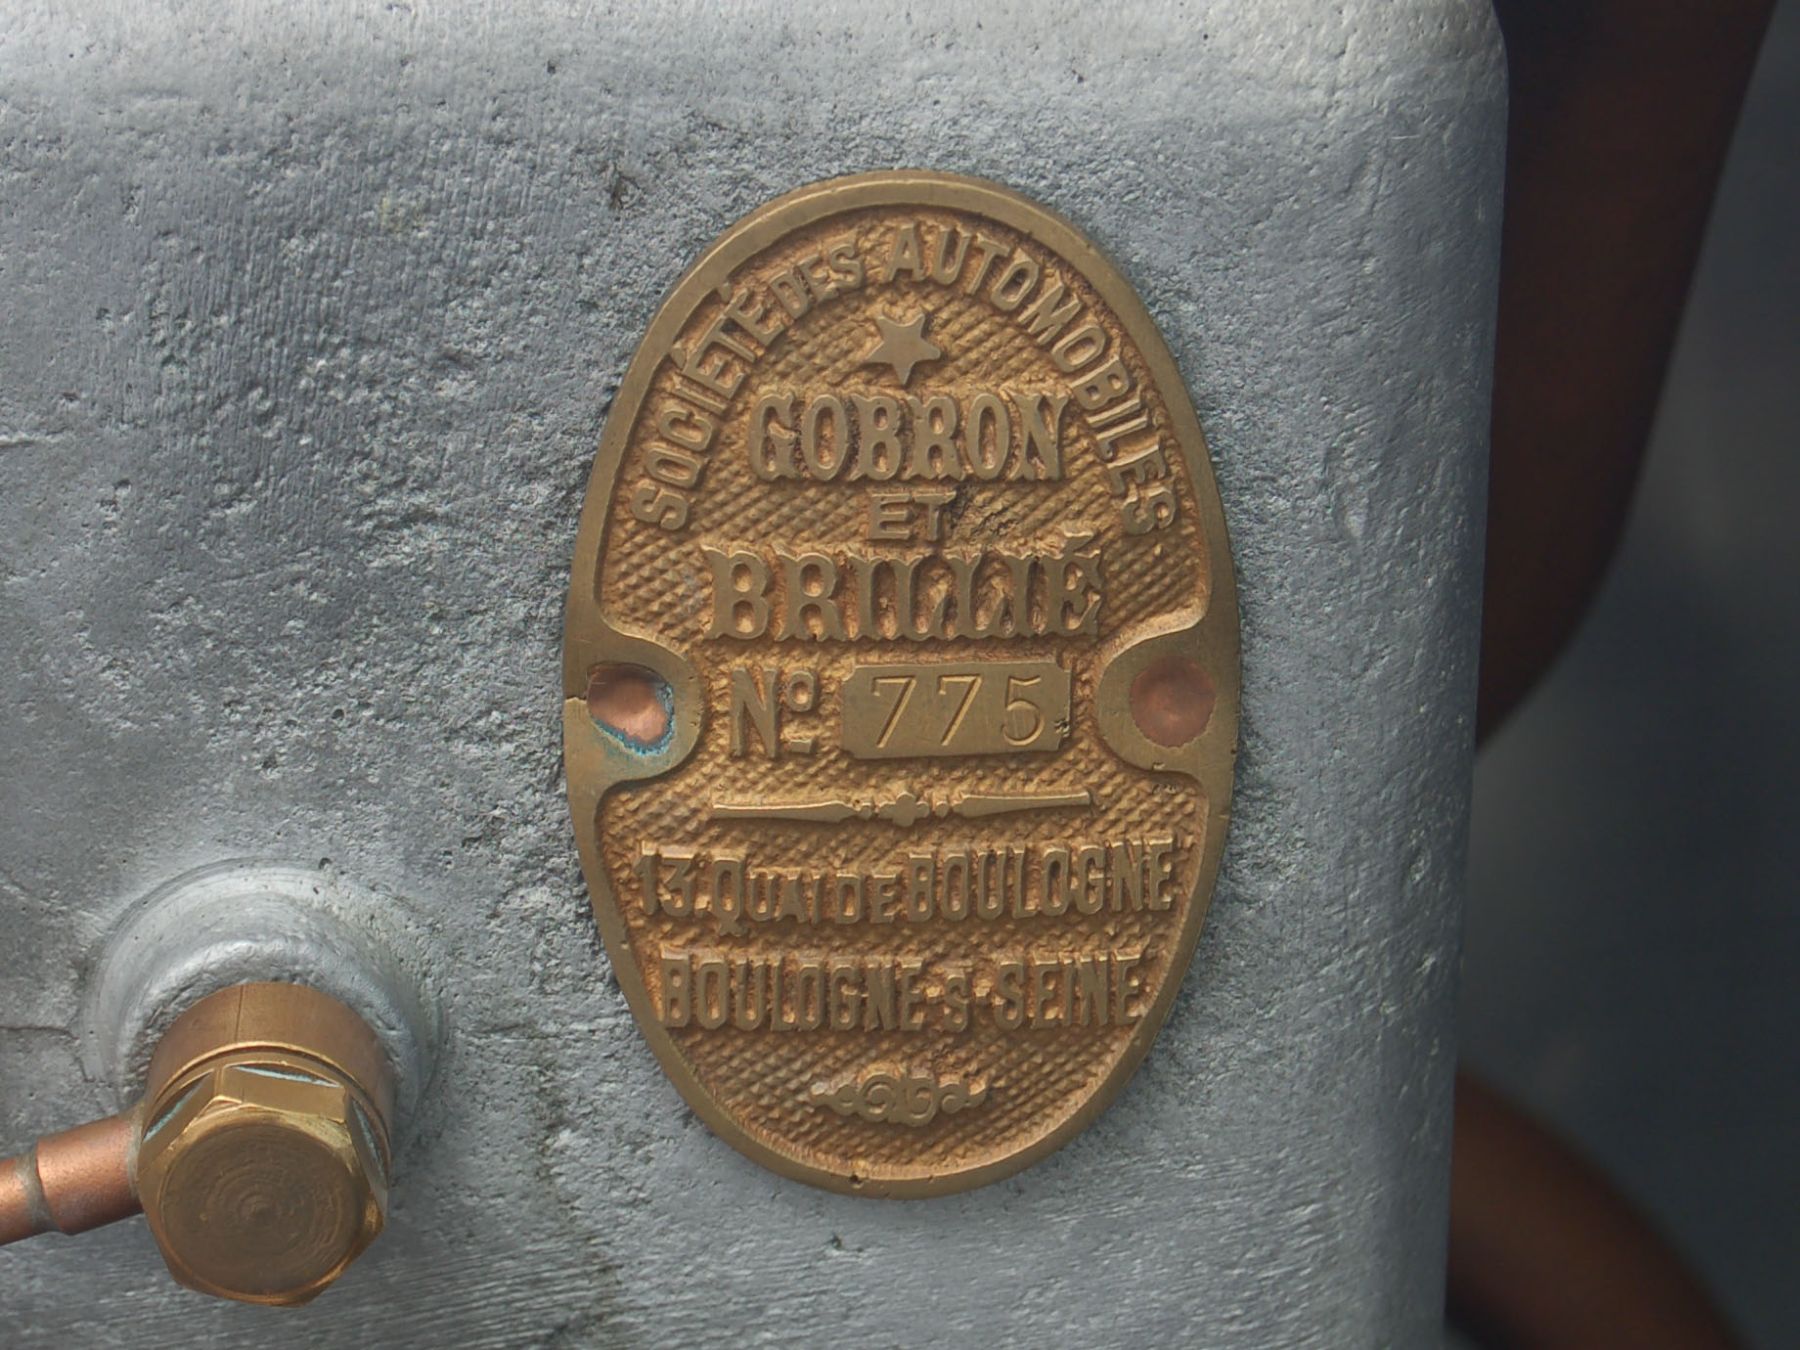 SOCIÉTÉ DES AUTOMOBILES
GOBRON
ET
BRILLIÉ
No 775
13. QUAI DE BOULOGNE
BOULOGNE-S-SEINE